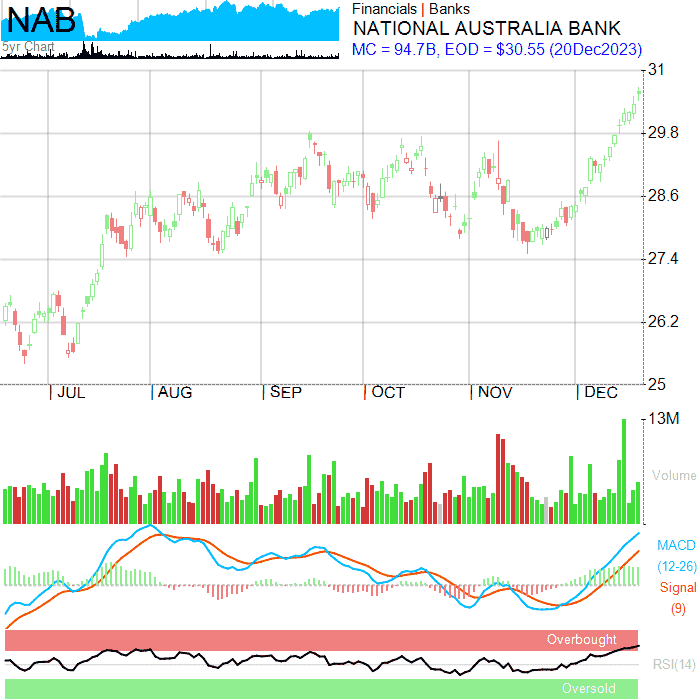 NAB
5yr Chart
Financials | Banks
NATIONAL AUSTRALIA BANK
MC = 94.7B, EOD = $30.55 (20Dec2023)
31
29.8
28.6
27.4
26.2
25
JUL AUG SEP OCT NOV DEC
13M
Volume
MACD
(12-26)
Signal
(9)
Overbought
RSI(14)
Oversold